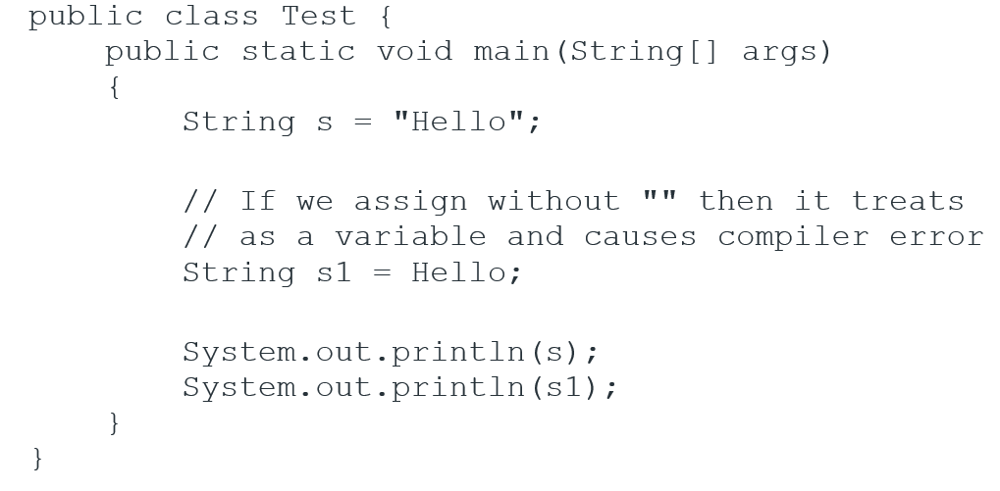 public class Test {
    public static void main(String[] args)
    {
        String s = "Hello";

        // If we assign without "" then it treats
        // as a variable and causes compiler error
        String s1 = Hello;

        System.out.println(s);
        System.out.println(s1);
    }
}